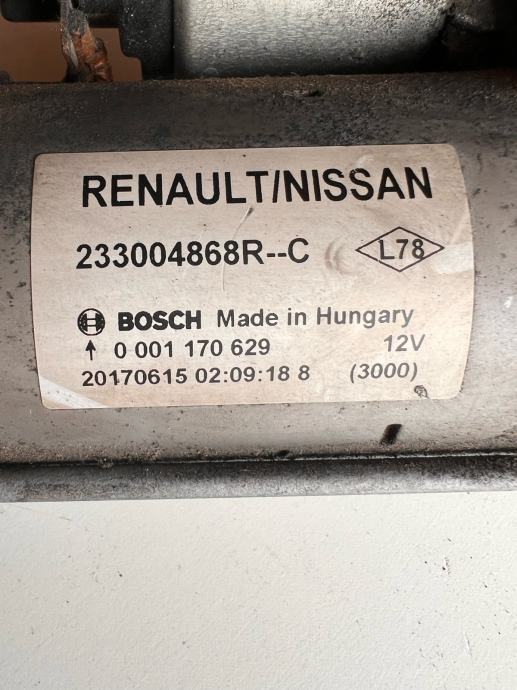 RENAULT/NISSAN
233004868R--C L78
BOSCH Made in Hungary
↑ 0 001 170 629 12V
20170615 02:09:18 8 (3000)